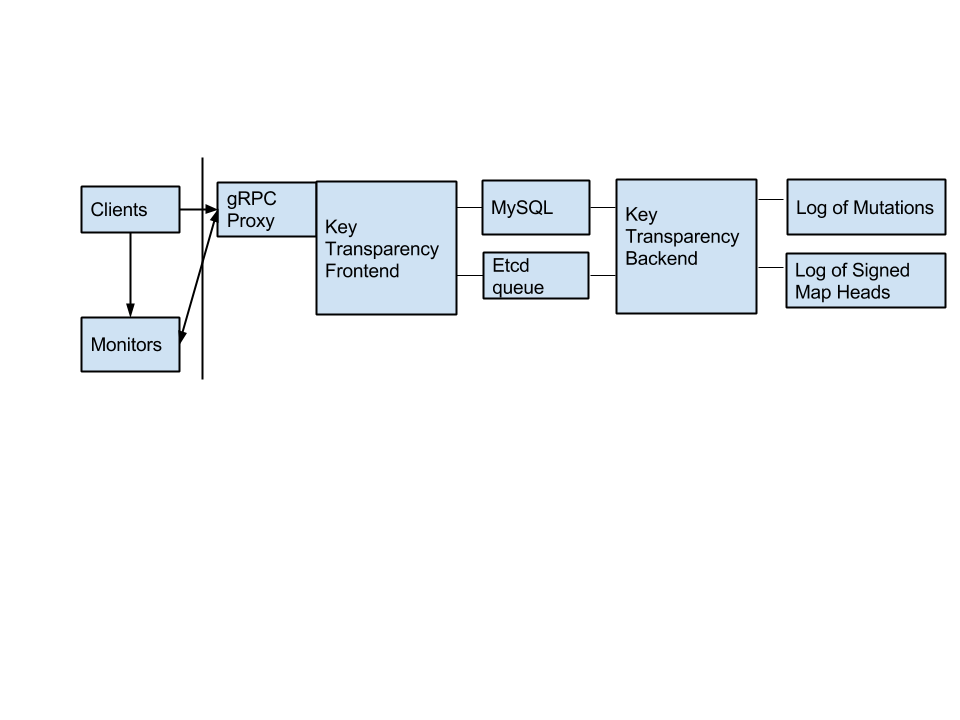 Clients
gRPC
Proxy
Key
Transparency
Frontend
MySQL
Etcd
queue
Key
Transparency
Backend
Log of Mutations
Log of Signed
Map Heads
Monitors